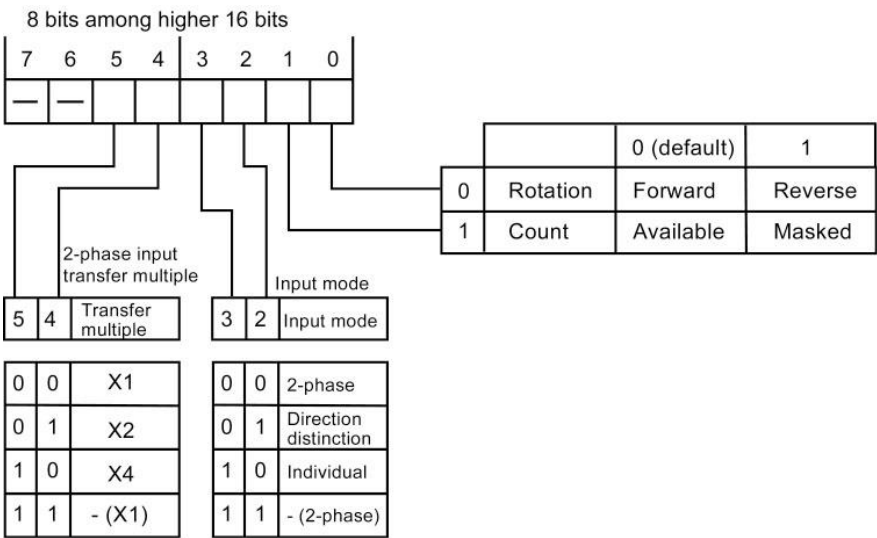 8 bits among higher 16 bits
7 6 5 4 3 2 1 0
— —
0 (default) 1
0 Rotation Forward Reverse
1 Count Available Masked
2-phase input
transfer multiple
Input mode
5 4 Transfer
multiple
3 2 Input mode
0 0 X1
0 1 X2
1 0 X4
1 1 - (X1)
0 0 2-phase
0 1 Direction
distinction
1 0 Individual
1 1 - (2-phase)